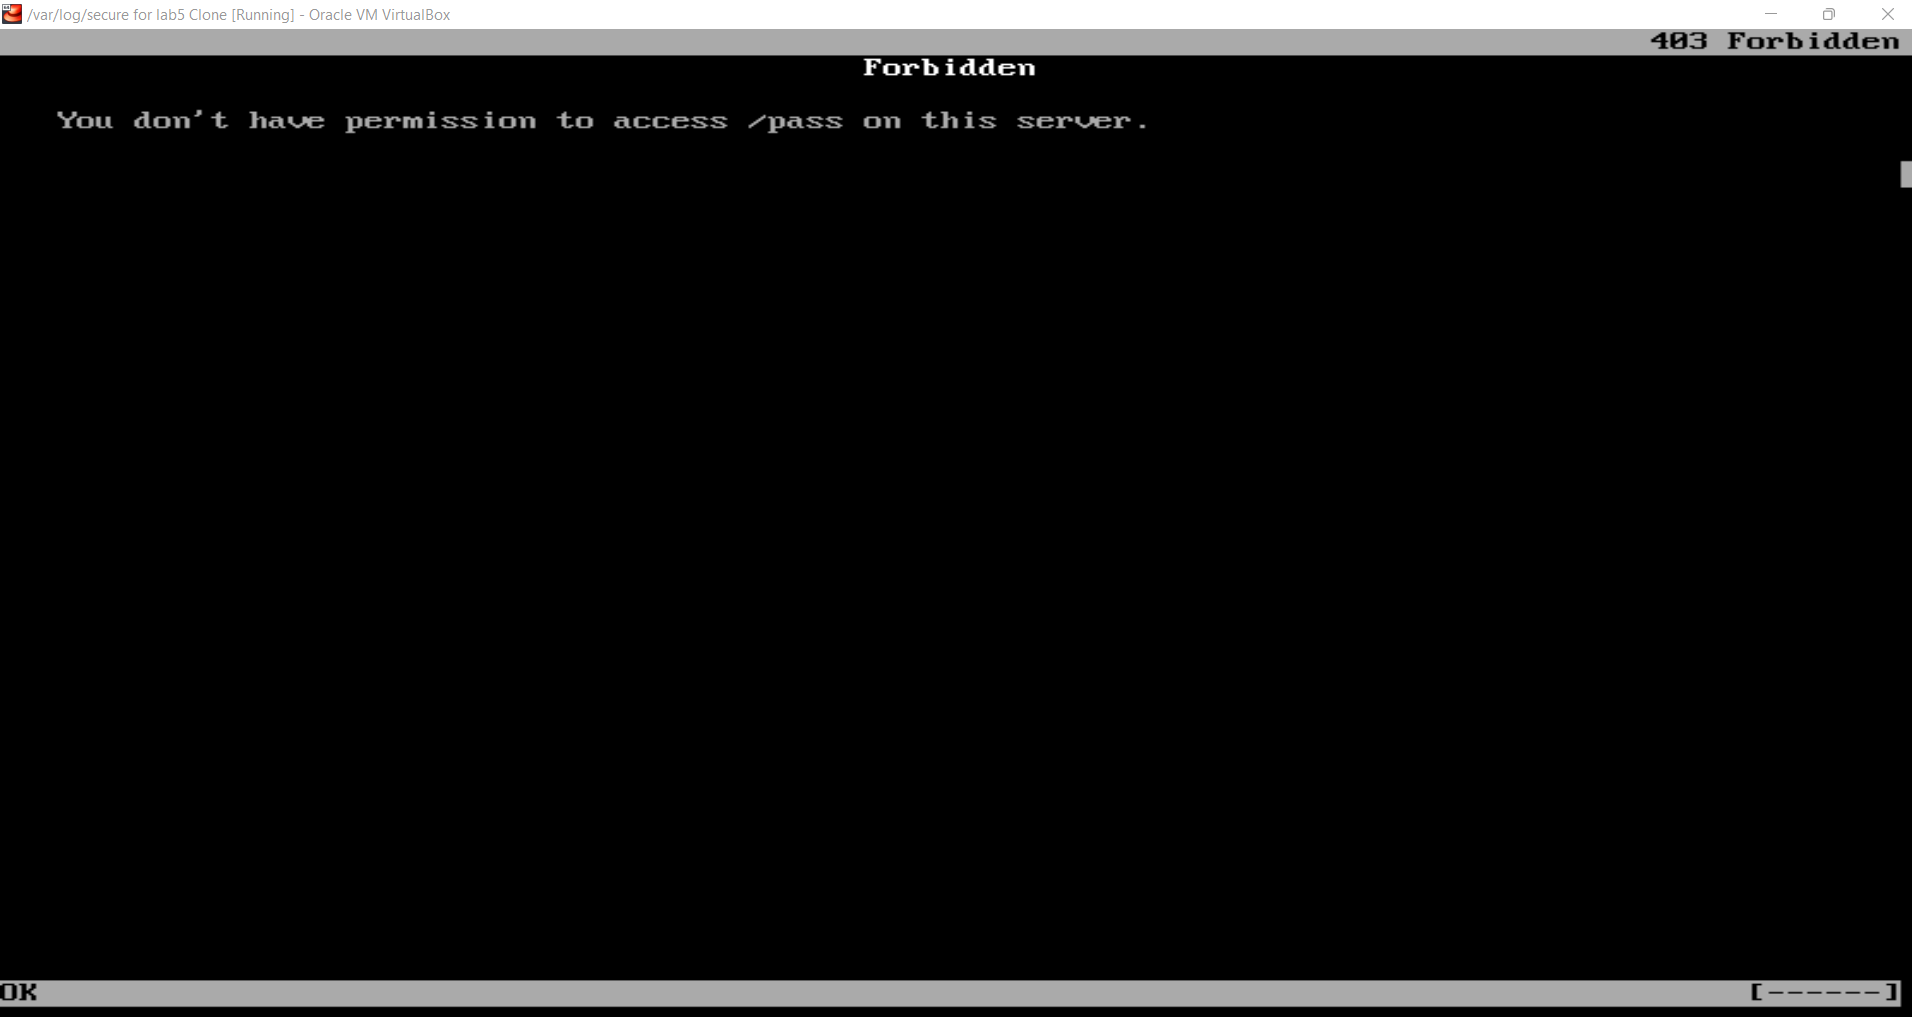 /var/log/secure for lab5 Clone [Running] - Oracle VM VirtualBox
403 Forbidden
Forbidden
You don't have permission to access /pass on this server.
OK
[------]